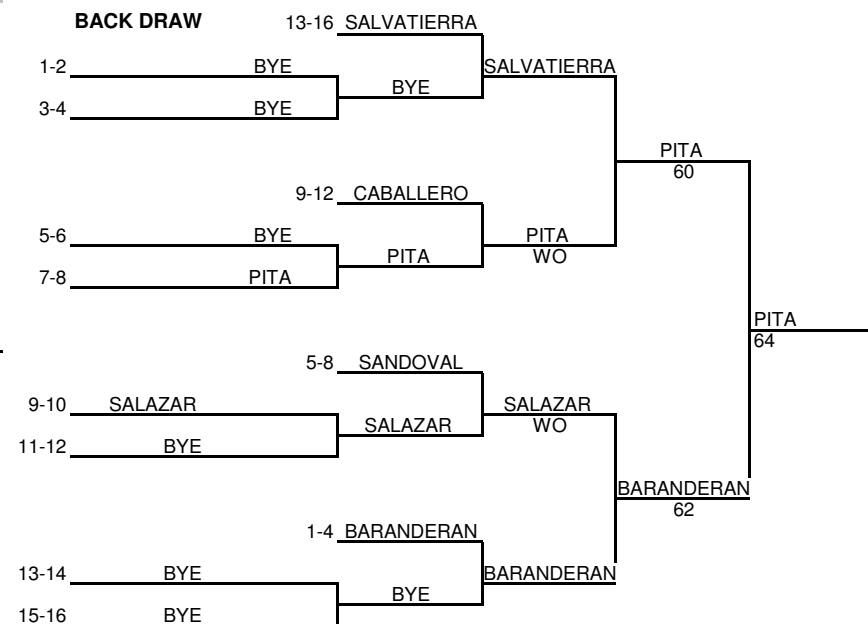 BACK DRAW
13-16 SALVATIERRA
1-2 BYE
SALVATIERRA
BYE
3-4 BYE
PITA
60
9-12 CABALLERO
5-6 BYE
PITA
WO
PITA
7-8 PITA
PITA
64
5-8 SANDOVAL
9-10 SALAZAR
SALAZAR
WO
SALAZAR
11-12 BYE
BARANDERAN
62
1-4 BARANDERAN
13-14 BYE
BARANDERAN
BYE
15-16 BYE